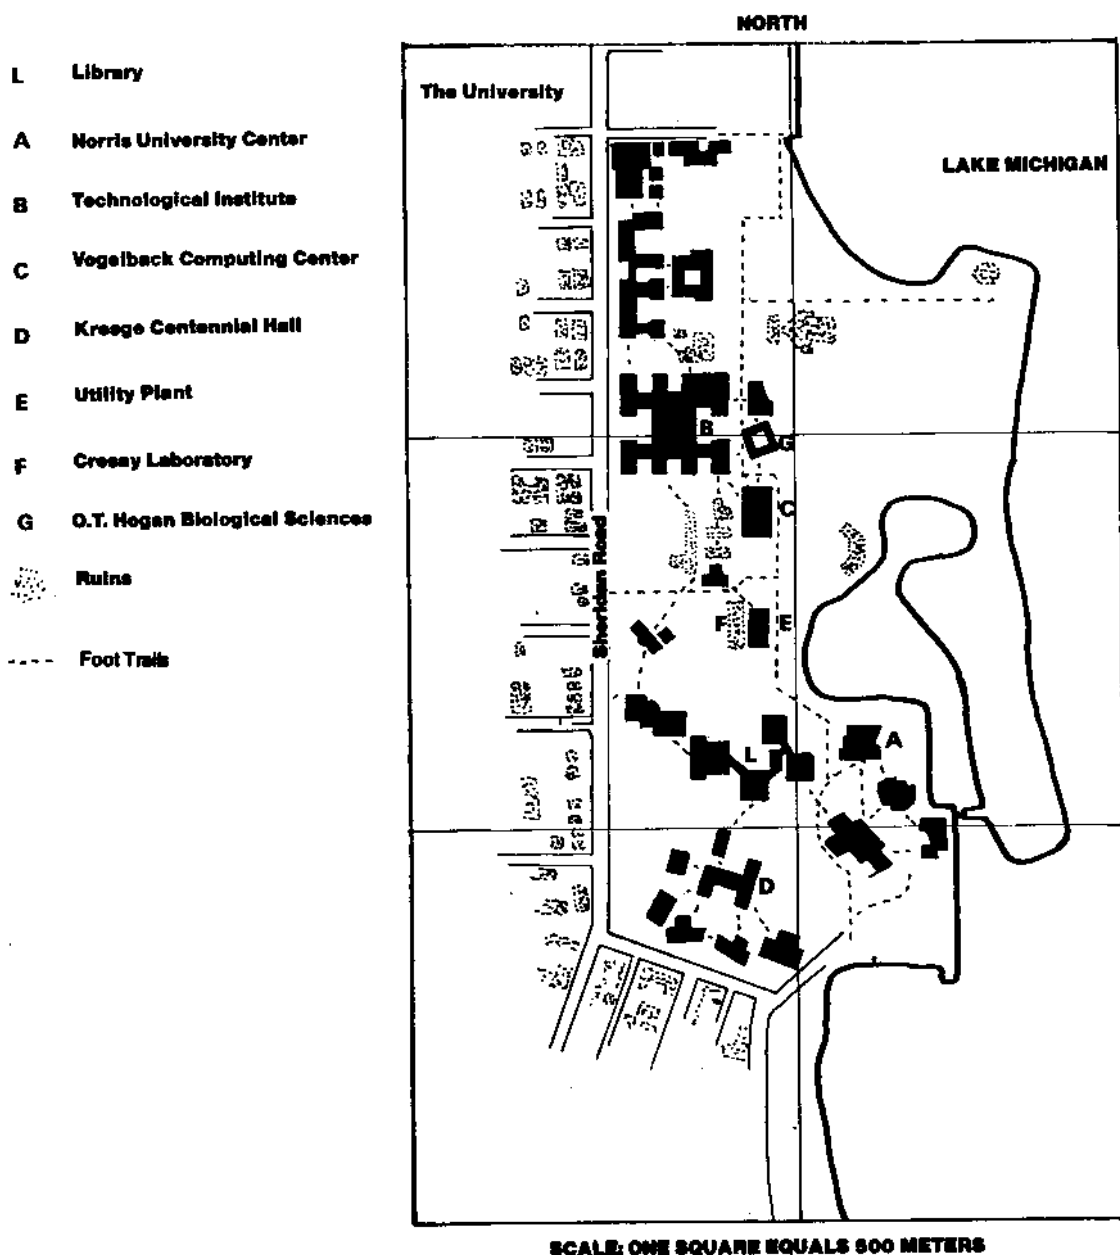 NORTH
L Library
A Norris University Center
B Technological Institute
C Vogelback Computing Center
D Kresge Centennial Hall
E Utility Plant
F Cresay Laboratory
G O.T. Hogan Biological Sciences
Ruins
Foot Trails
The University
LAKE MICHIGAN
B
G
C
Sheridan Road
F
E
L
A
D
SCALE: ONE SQUARE EQUALS 500 METERS